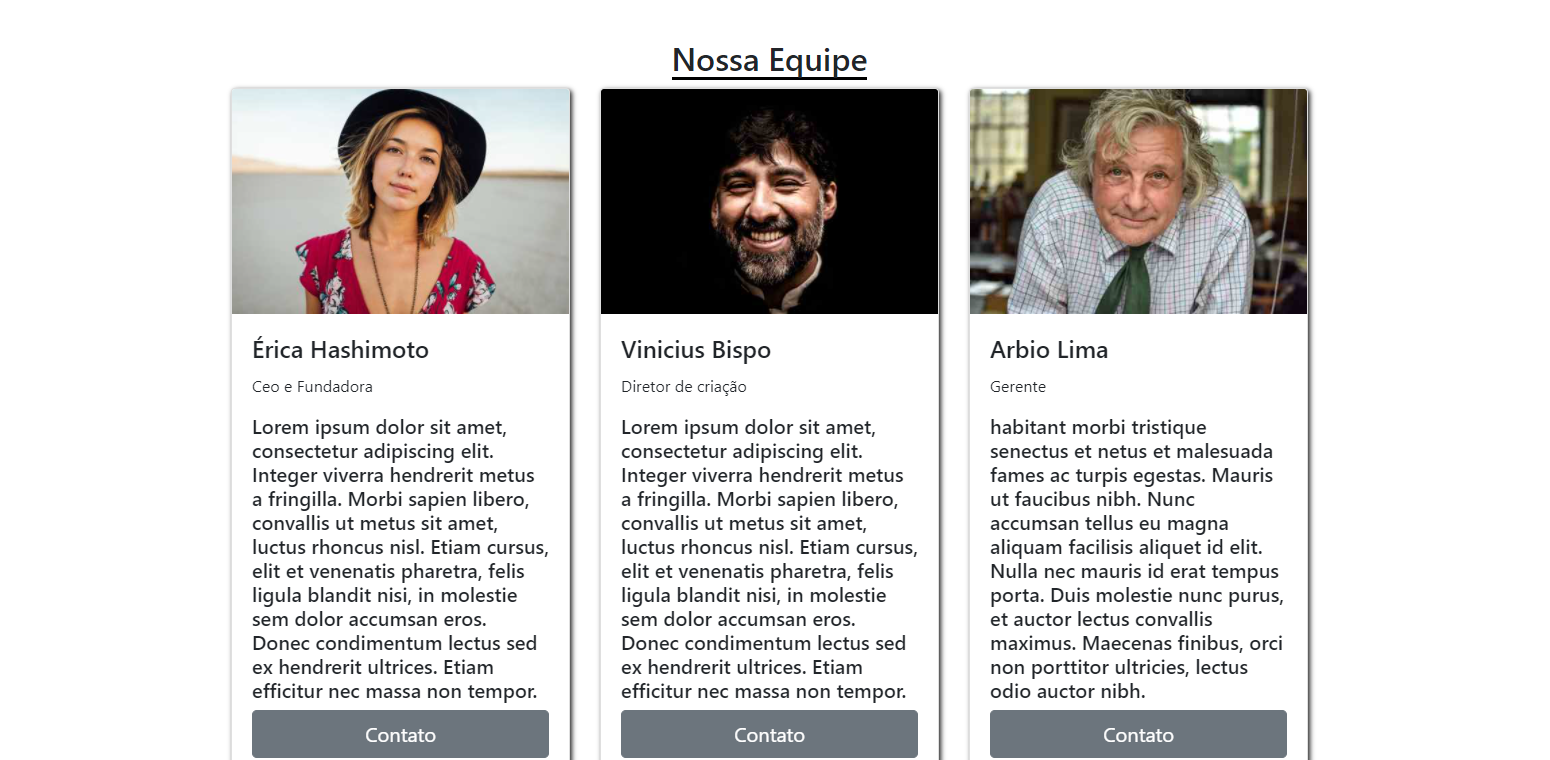 Nossa Equipe
Érica Hashimoto
Ceo e Fundadora
Lorem ipsum dolor sit amet,
consectetur adipiscing elit.
Integer viverra hendrerit metus
a fringilla. Morbi sapien libero,
convallis ut metus sit amet,
luctus rhoncus nisl. Etiam cursus,
elit et venenatis pharetra, felis
ligula blandit nisi, in molestie
sem dolor accumsan eros.
Donec condimentum lectus sed
ex hendrerit ultrices. Etiam
efficitur nec massa non tempor.
Contato
Vinicius Bispo
Diretor de criação
Lorem ipsum dolor sit amet,
consectetur adipiscing elit.
Integer viverra hendrerit metus
a fringilla. Morbi sapien libero,
convallis ut metus sit amet,
luctus rhoncus nisl. Etiam cursus,
elit et venenatis pharetra, felis
ligula blandit nisi, in molestie
sem dolor accumsan eros.
Donec condimentum lectus sed
ex hendrerit ultrices. Etiam
efficitur nec massa non tempor.
Contato
Arbio Lima
Gerente
habitant morbi tristique
senectus et netus et malesuada
fames ac turpis egestas. Mauris
ut faucibus nibh. Nunc
accumsan tellus eu magna
aliquam facilisis aliquet id elit.
Nulla nec mauris id erat tempus
porta. Duis molestie nunc purus,
et auctor lectus convallis
maximus. Maecenas finibus, orci
non porttitor ultricies, lectus
odio auctor nibh.
Contato